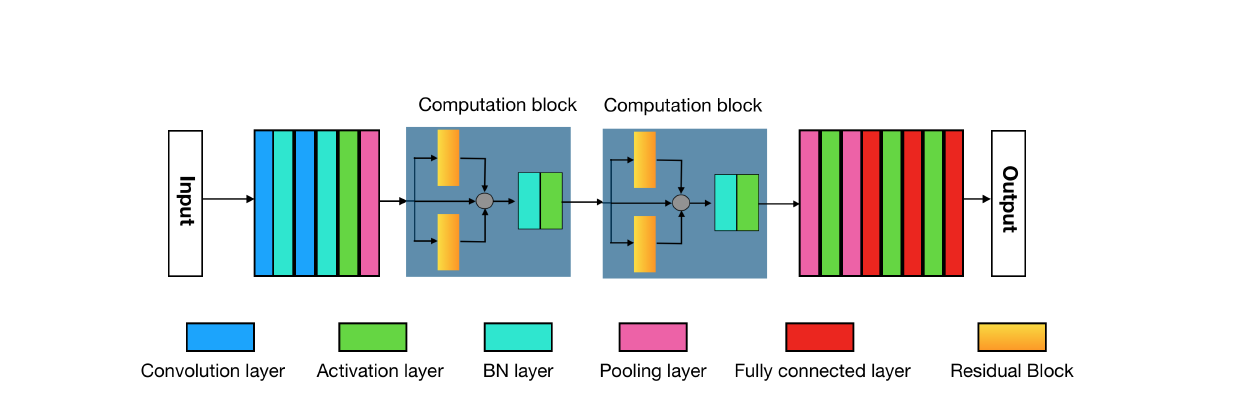 Computation block
Computation block
Input
Output
Convolution layer
Activation layer
BN layer
Pooling layer
Fully connected layer
Residual Block